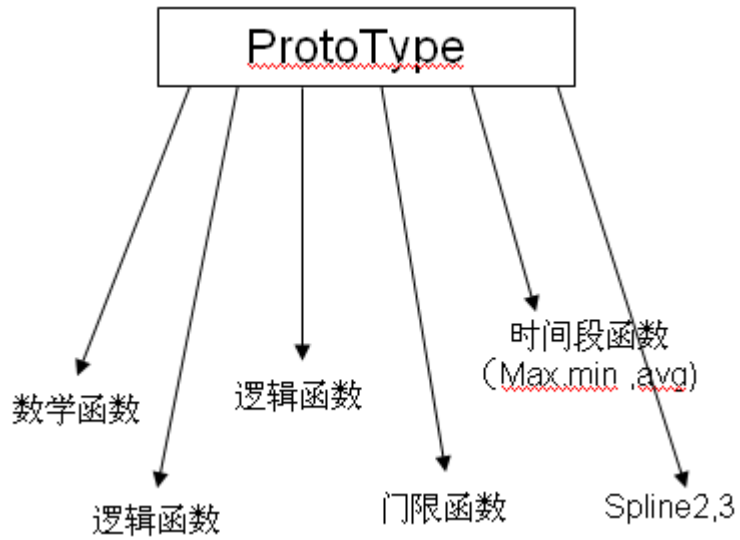 ProtoType
数学函数
逻辑函数
逻辑函数
门限函数
时间段函数
（Max.min ,avg)
Spline2,3